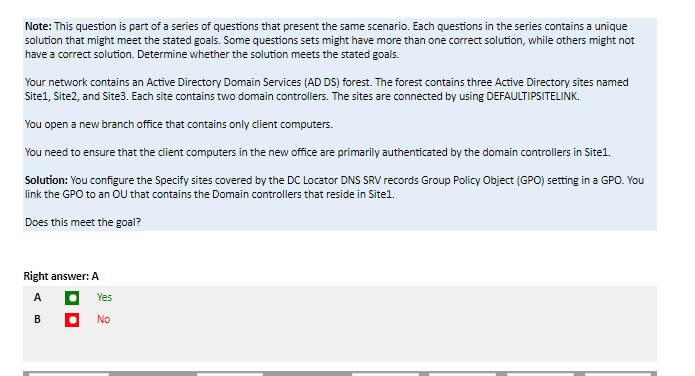 Note: This question is part of a series of questions that present the same scenario. Each questions in the series contains a unique
solution that might meet the stated goals. Some questions sets might have more than one correct solution, while others might not
have a correct solution. Determine whether the solution meets the stated goals.
Your network contains an Active Directory Domain Services (AD DS) forest. The forest contains three Active Directory sites named
Site1, Site2, and Site3. Each site contains two domain controllers. The sites are connected by using DEFAULTIPSITELINK.
You open a new branch office that contains only client computers.
You need to ensure that the client computers in the new office are primarily authenticated by the domain controllers in Site1.
Solution: You configure the Specify sites covered by the DC Locator DNS SRV records Group Policy Object (GPO) setting in a GPO. You
link the GPO to an OU that contains the Domain controllers that reside in Site1.
Does this meet the goal?
Right answer: A
A Yes
B No